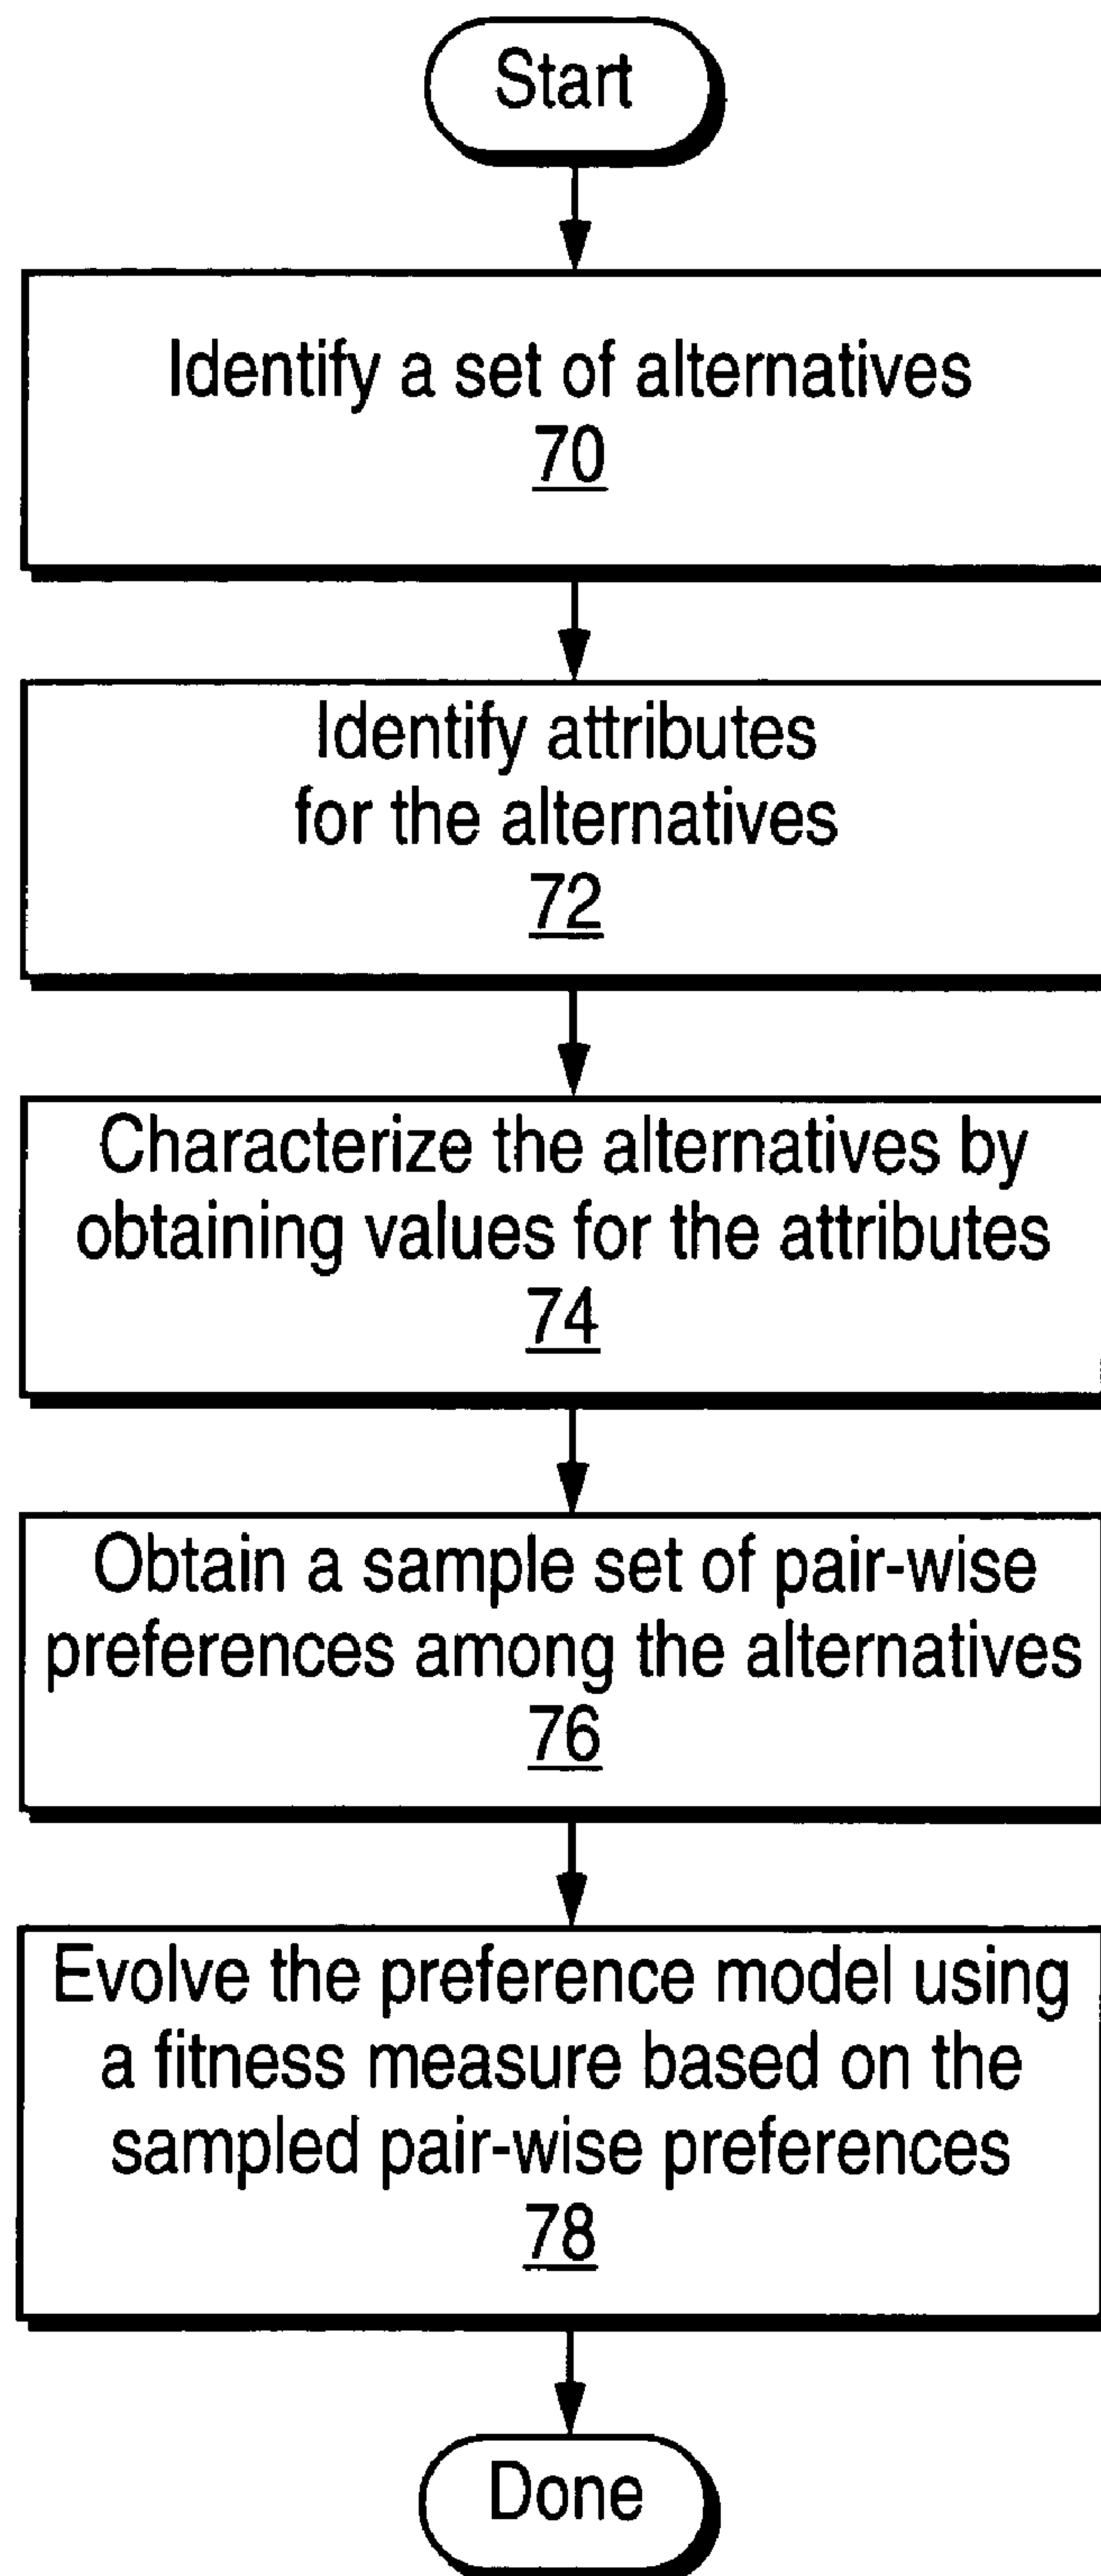 Start
Identify a set of alternatives
70
Identify attributes
for the alternatives
72
Characterize the alternatives by
obtaining values for the attributes
74
Obtain a sample set of pair-wise
preferences among the alternatives
76
Evolve the preference model using
a fitness measure based on the
sampled pair-wise preferences
78
Done